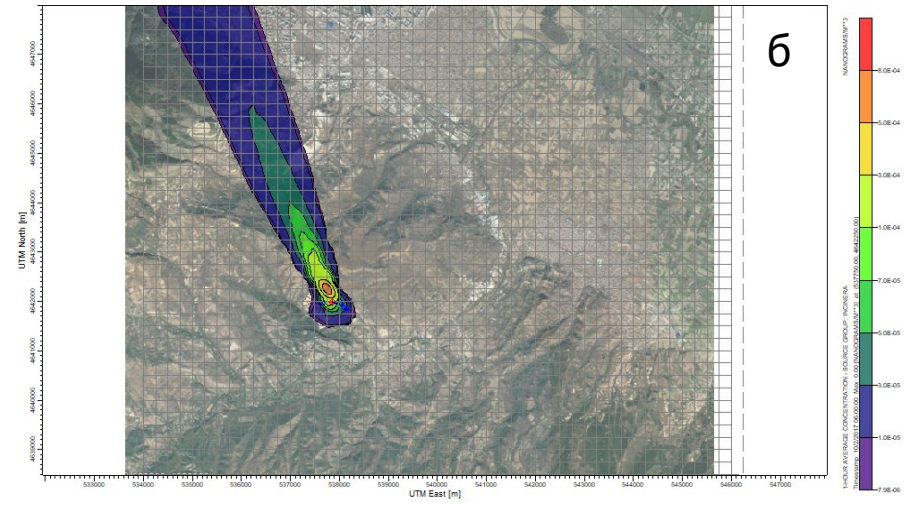 б
4647000
4646000
4645000
4644000
4643000
4642000
4641000
4640000
4639000
UTM North [m]
533000 534000 535000 536000 537000 538000 539000 540000 541000 542000 543000 544000 545000 546000 547000
UTM East [m]
NANOGRAMS/M**3
8.0E-04
5.0E-04
3.0E-04
1.0E-04
7.0E-05
5.0E-05
3.0E-05
1.0E-05
7.9E-06
1-HOUR AVERAGE CONCENTRATION - SOURCE GROUP: INCINERA